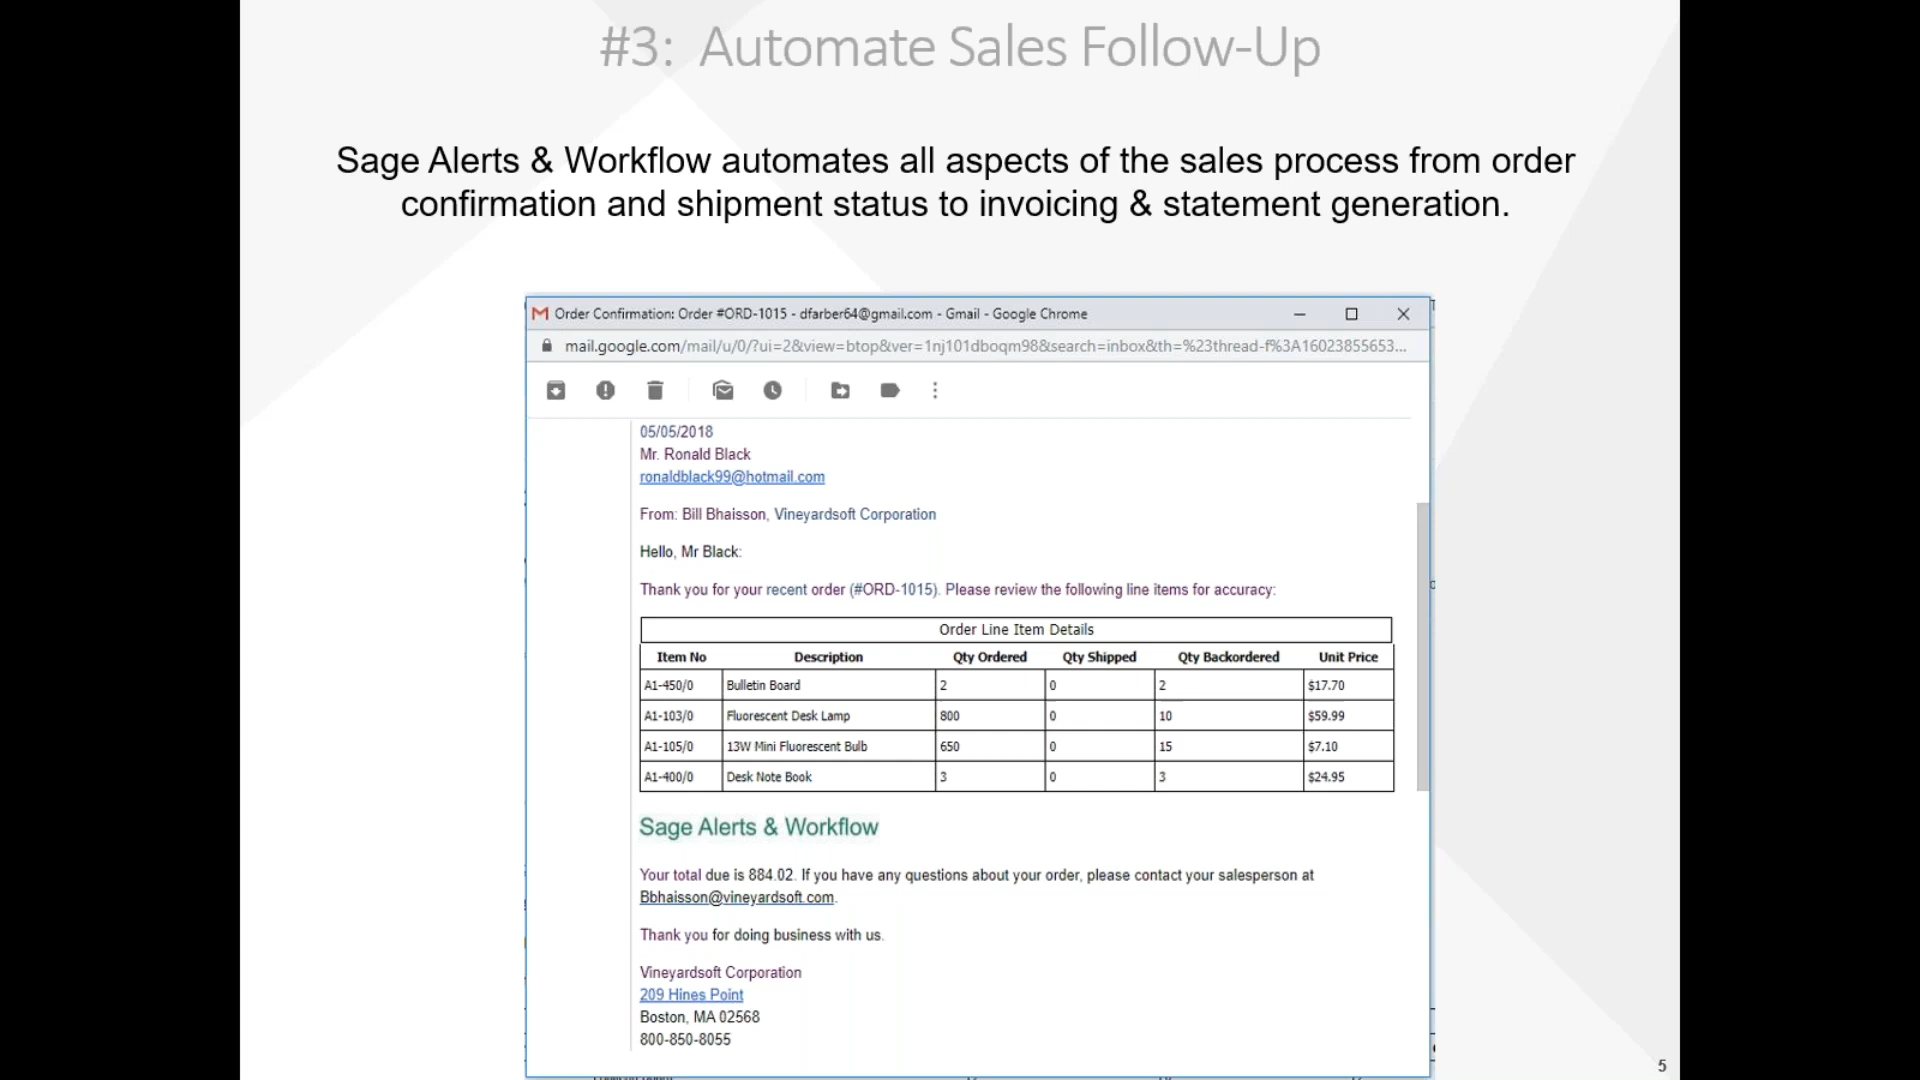 #3: Automate Sales Follow-Up
Sage Alerts & Workflow automates all aspects of the sales process from order
confirmation and shipment status to invoicing & statement generation.
Order Confirmation: Order #ORD-1015 - dfarber64@gmail.com - Gmail - Google Chrome
mail.google.com/mail/u/0/?ui=2&view=btop&ver=1nj101dboqm98&search=inbox&th=%23thread-f%3A16023855653...
05/05/2018
Mr. Ronald Black
ronaldblack99@hotmail.com
From: Bill Bhaisson, Vineyardsoft Corporation
Hello, Mr Black:
Thank you for your recent order (#ORD-1015). Please review the following line items for accuracy:
Order Line Item Details
Item No Description Qty Ordered Qty Shipped Qty Backordered Unit Price
A1-450/0 Bulletin Board 2 0 2 $17.70
A1-103/0 Fluorescent Desk Lamp 800 0 10 $59.99
A1-105/0 13W Mini Fluorescent Bulb 650 0 15 $7.10
A1-400/0 Desk Note Book 3 0 3 $24.95
Sage Alerts & Workflow
Your total due is 884.02. If you have any questions about your order, please contact your salesperson at
Bbhaisson@vineyardsoft.com.
Thank you for doing business with us.
Vineyardsoft Corporation
209 Hines Point
Boston, MA 02568
800-850-8055
5